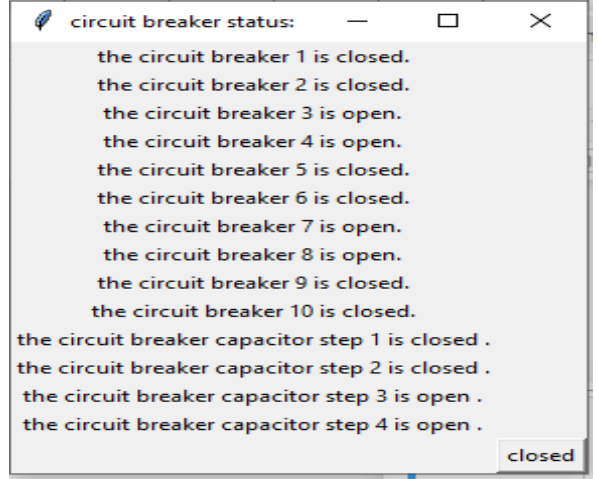 circuit breaker status:
the circuit breaker 1 is closed.
the circuit breaker 2 is closed.
the circuit breaker 3 is open.
the circuit breaker 4 is open.
the circuit breaker 5 is closed.
the circuit breaker 6 is closed.
the circuit breaker 7 is open.
the circuit breaker 8 is open.
the circuit breaker 9 is closed.
the circuit breaker 10 is closed.
the circuit breaker capacitor step 1 is closed .
the circuit breaker capacitor step 2 is closed .
the circuit breaker capacitor step 3 is open .
the circuit breaker capacitor step 4 is open .
closed